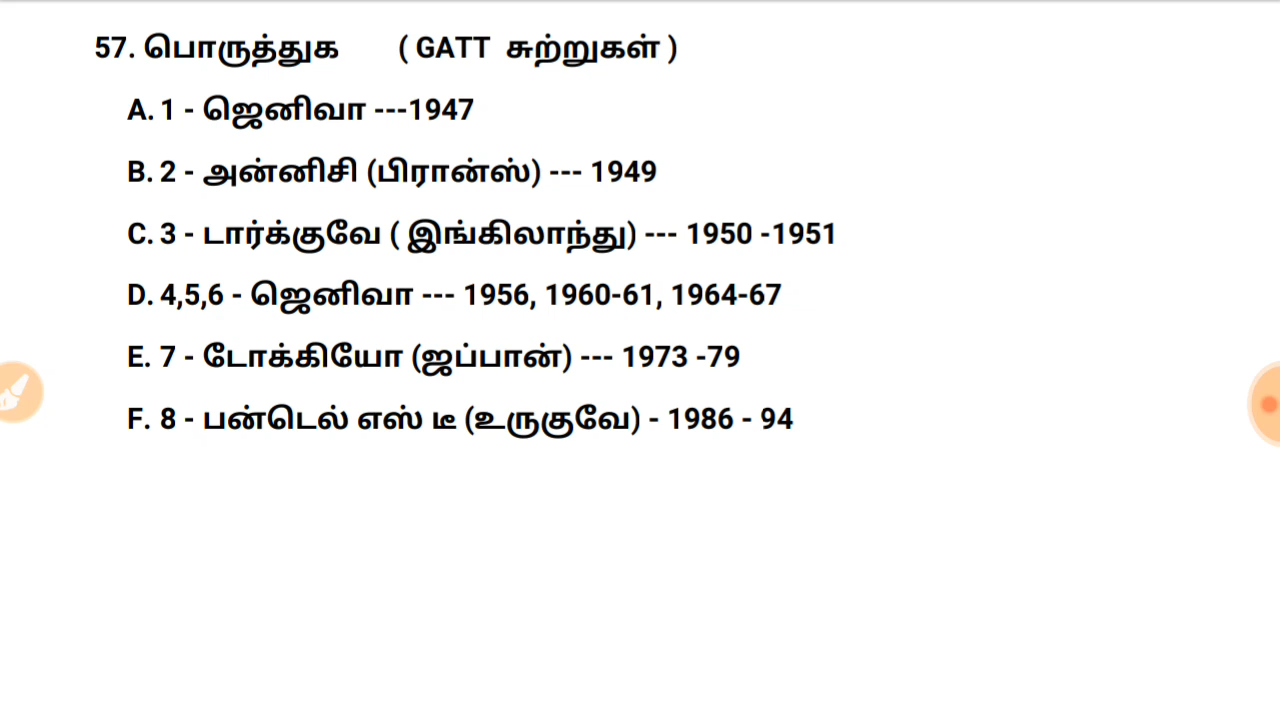 57. பொருத்துக ( GATT சுற்றுகள் )
A. 1 - ஜெனிவா ---1947
B. 2 - அன்னிசி (பிரான்ஸ்) --- 1949
C. 3 - டார்க்குவே ( இங்கிலாந்து) --- 1950 -1951
D. 4,5,6 - ஜெனிவா --- 1956, 1960-61, 1964-67
E. 7 - டோக்கியோ (ஜப்பான்) --- 1973 -79
F. 8 - பன்டெல் எஸ் டீ (உருகுவே) - 1986 - 94